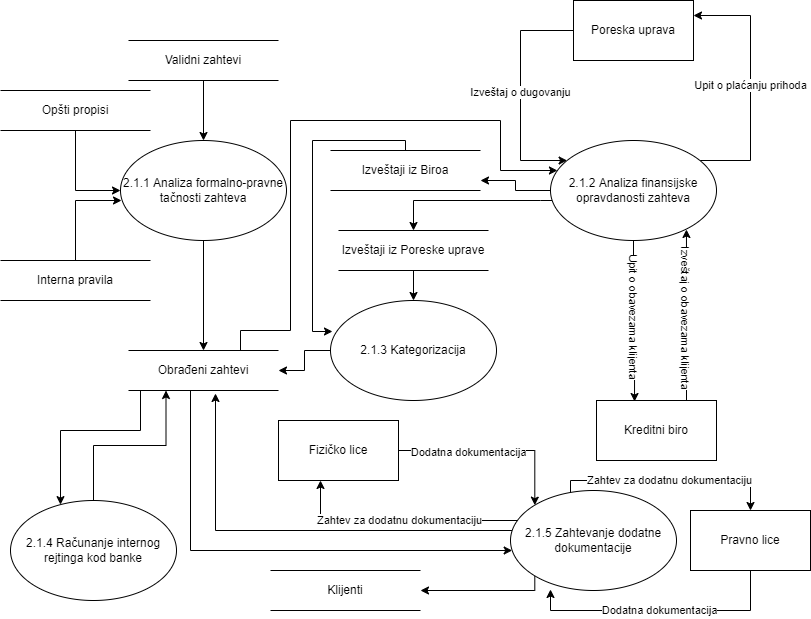 Poreska uprava
Validni zahtevi
Izveštaj o dugovanju
Upit o plaćanju prihoda
Opšti propisi
2.1.1 Analiza formalno-pravne
tačnosti zahteva
Izveštaji iz Biroa
2.1.2 Analiza finansijske
opravdanosti zahteva
Interna pravila
Izveštaji iz Poreske uprave
Upit o obavezama klijenta
Izveštaj o obavezama klijenta
2.1.3 Kategorizacija
Obrađeni zahtevi
Kreditni biro
Fizičko lice
Dodatna dokumentacija
Zahtev za dodatnu dokumentaciju
Zahtev za dodatnu dokumentaciju
2.1.4 Računanje internog
rejtinga kod banke
2.1.5 Zahtevanje dodatne
dokumentacije
Pravno lice
Klijenti
Dodatna dokumentacija